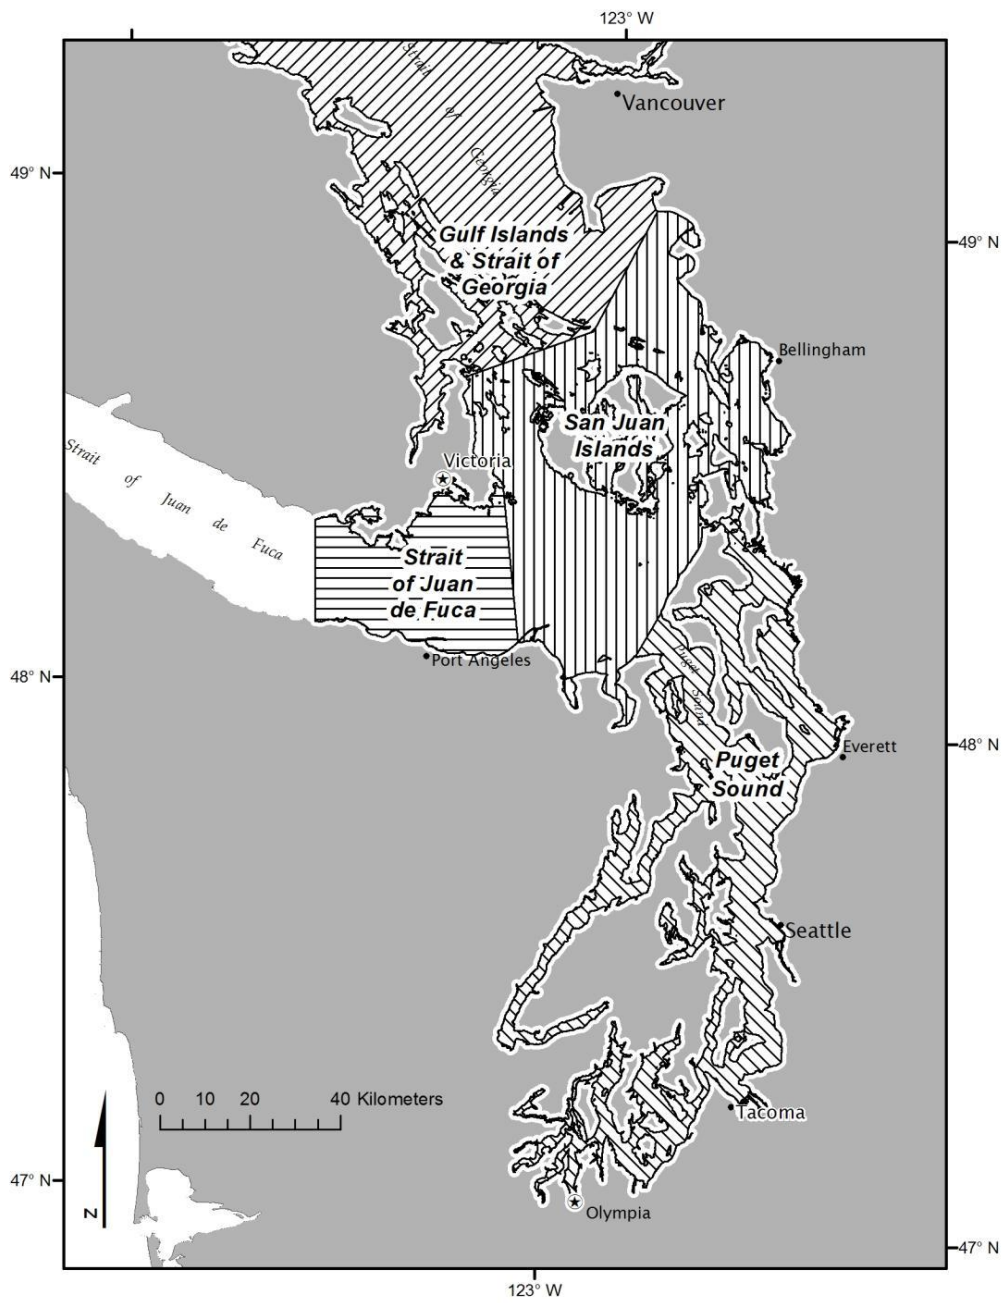 123° W
Strait
of
Georgia
Vancouver
49° N
Gulf Islands
& Strait of
Georgia
49° N
Bellingham
San Juan
Islands
Victoria
Strait
of
Juan
de
Fuca
Strait
of Juan
de Fuca
Port Angeles
48° N
Puget
Sound
48° N
Everett
Puget
Sound
Seattle
0 10 20 40 Kilometers
Tacoma
47° N
N
Olympia
47° N
123° W